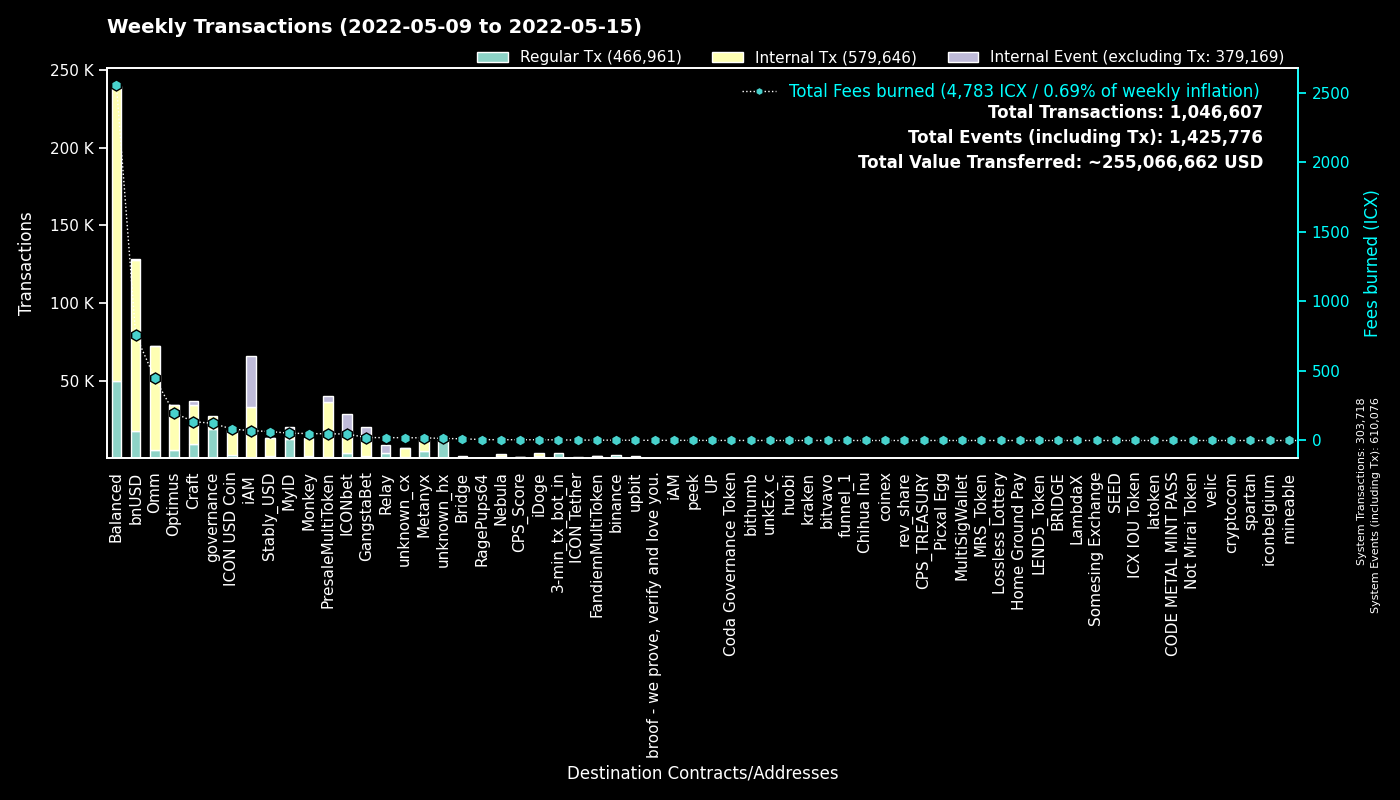 Weekly Transactions (2022-05-09 to 2022-05-15)
Regular Tx (466,961)
Internal Tx (579,646)
Internal Event (excluding Tx: 379,169)
Total Fees burned (4,783 ICX / 0.69% of weekly inflation)
Total Transactions: 1,046,607
Total Events (including Tx): 1,425,776
Total Value Transferred: ~255,066,662 USD
Transactions
250 K
200 K
150 K
100 K
50 K
2500
2000
1500
1000
500
0
Fees burned (ICX)
System Transactions: 303,718
System Events (including Tx): 610,076
Balanced
bnUSD
Omm
Optimus
Craft
governance
ICON USD Coin
iAM
Stably_USD
MyID
Monkey
PresaleMultiToken
ICONbet
GangstaBet
Relay
unknown_cx
Metanyx
unknown_hx
Bridge
RagePups64
Nebula
CPS_Score
iDoge
3-min_tx_bot_in
ICON_Tether
FandiemMultiToken
binance
upbit
broof - we prove, verify and love you.
iAM
peek
UP
Coda Governance Token
bithumb
unkEx_c
huobi
kraken
bitvavo
funnel_1
Chihua Inu
coinex
rev_share
CPS_TREASURY
Picxal Egg
MultiSigWallet
MRS_Token
Lossless Lottery
Home Ground Pay
LEND5_Token
BRIDGE
LambdaX
Somesing Exchange
SEED
ICX IOU Token
latoken
CODE METAL MINT PASS
Not Mirai Token
velic
cryptocom
spartan
iconbelgium
mineable
Destination Contracts/Addresses